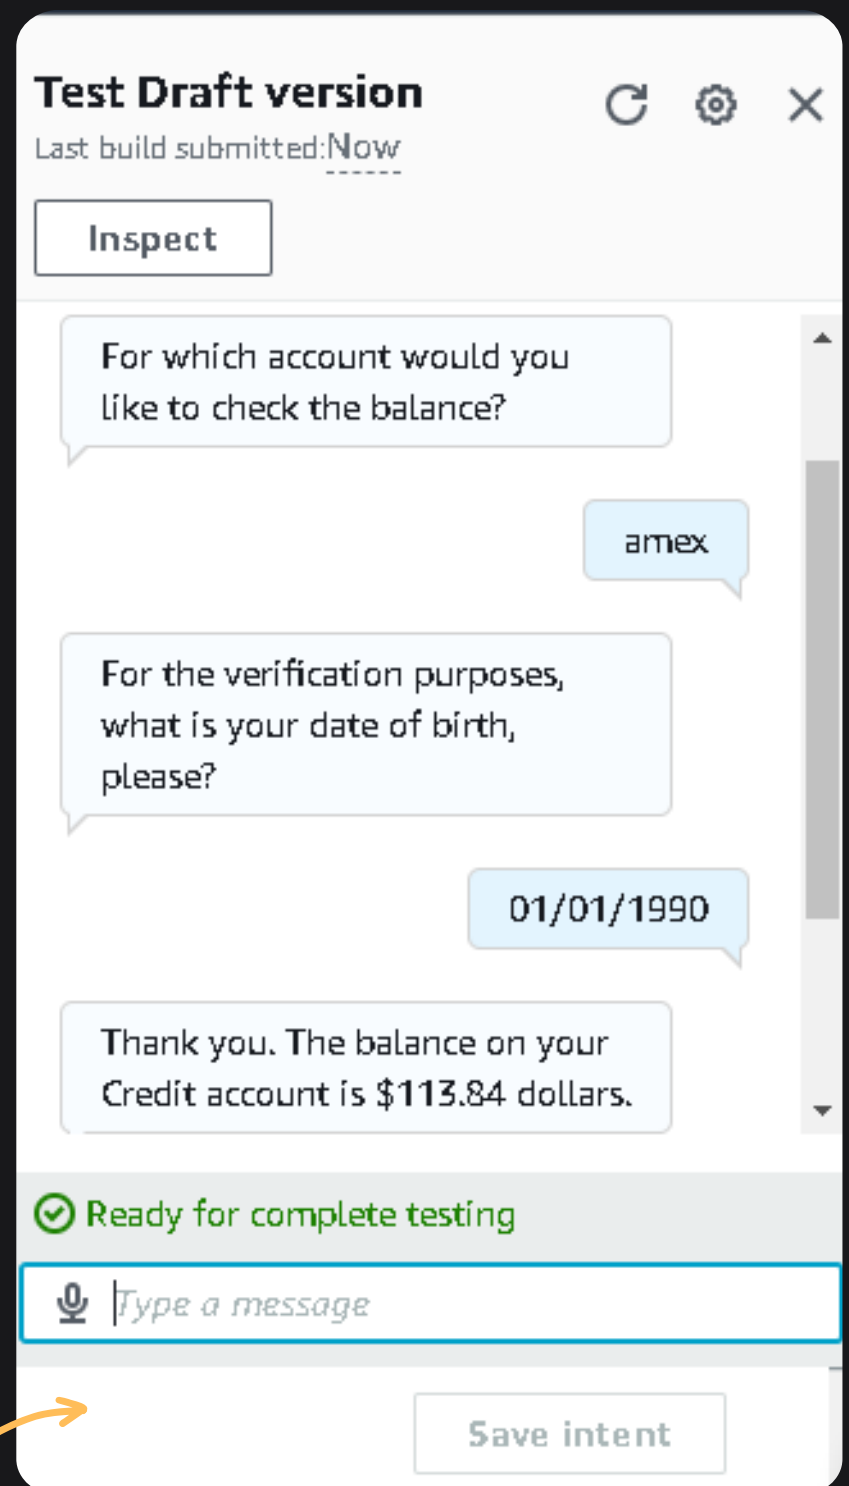 Test Draft version
Last build submitted:Now
Inspect
For which account would you
like to check the balance?
amex
For the verification purposes,
what is your date of birth,
please?
01/01/1990
Thank you. The balance on your
Credit account is $113.84 dollars.
Ready for complete testing
Type a message
Save intent